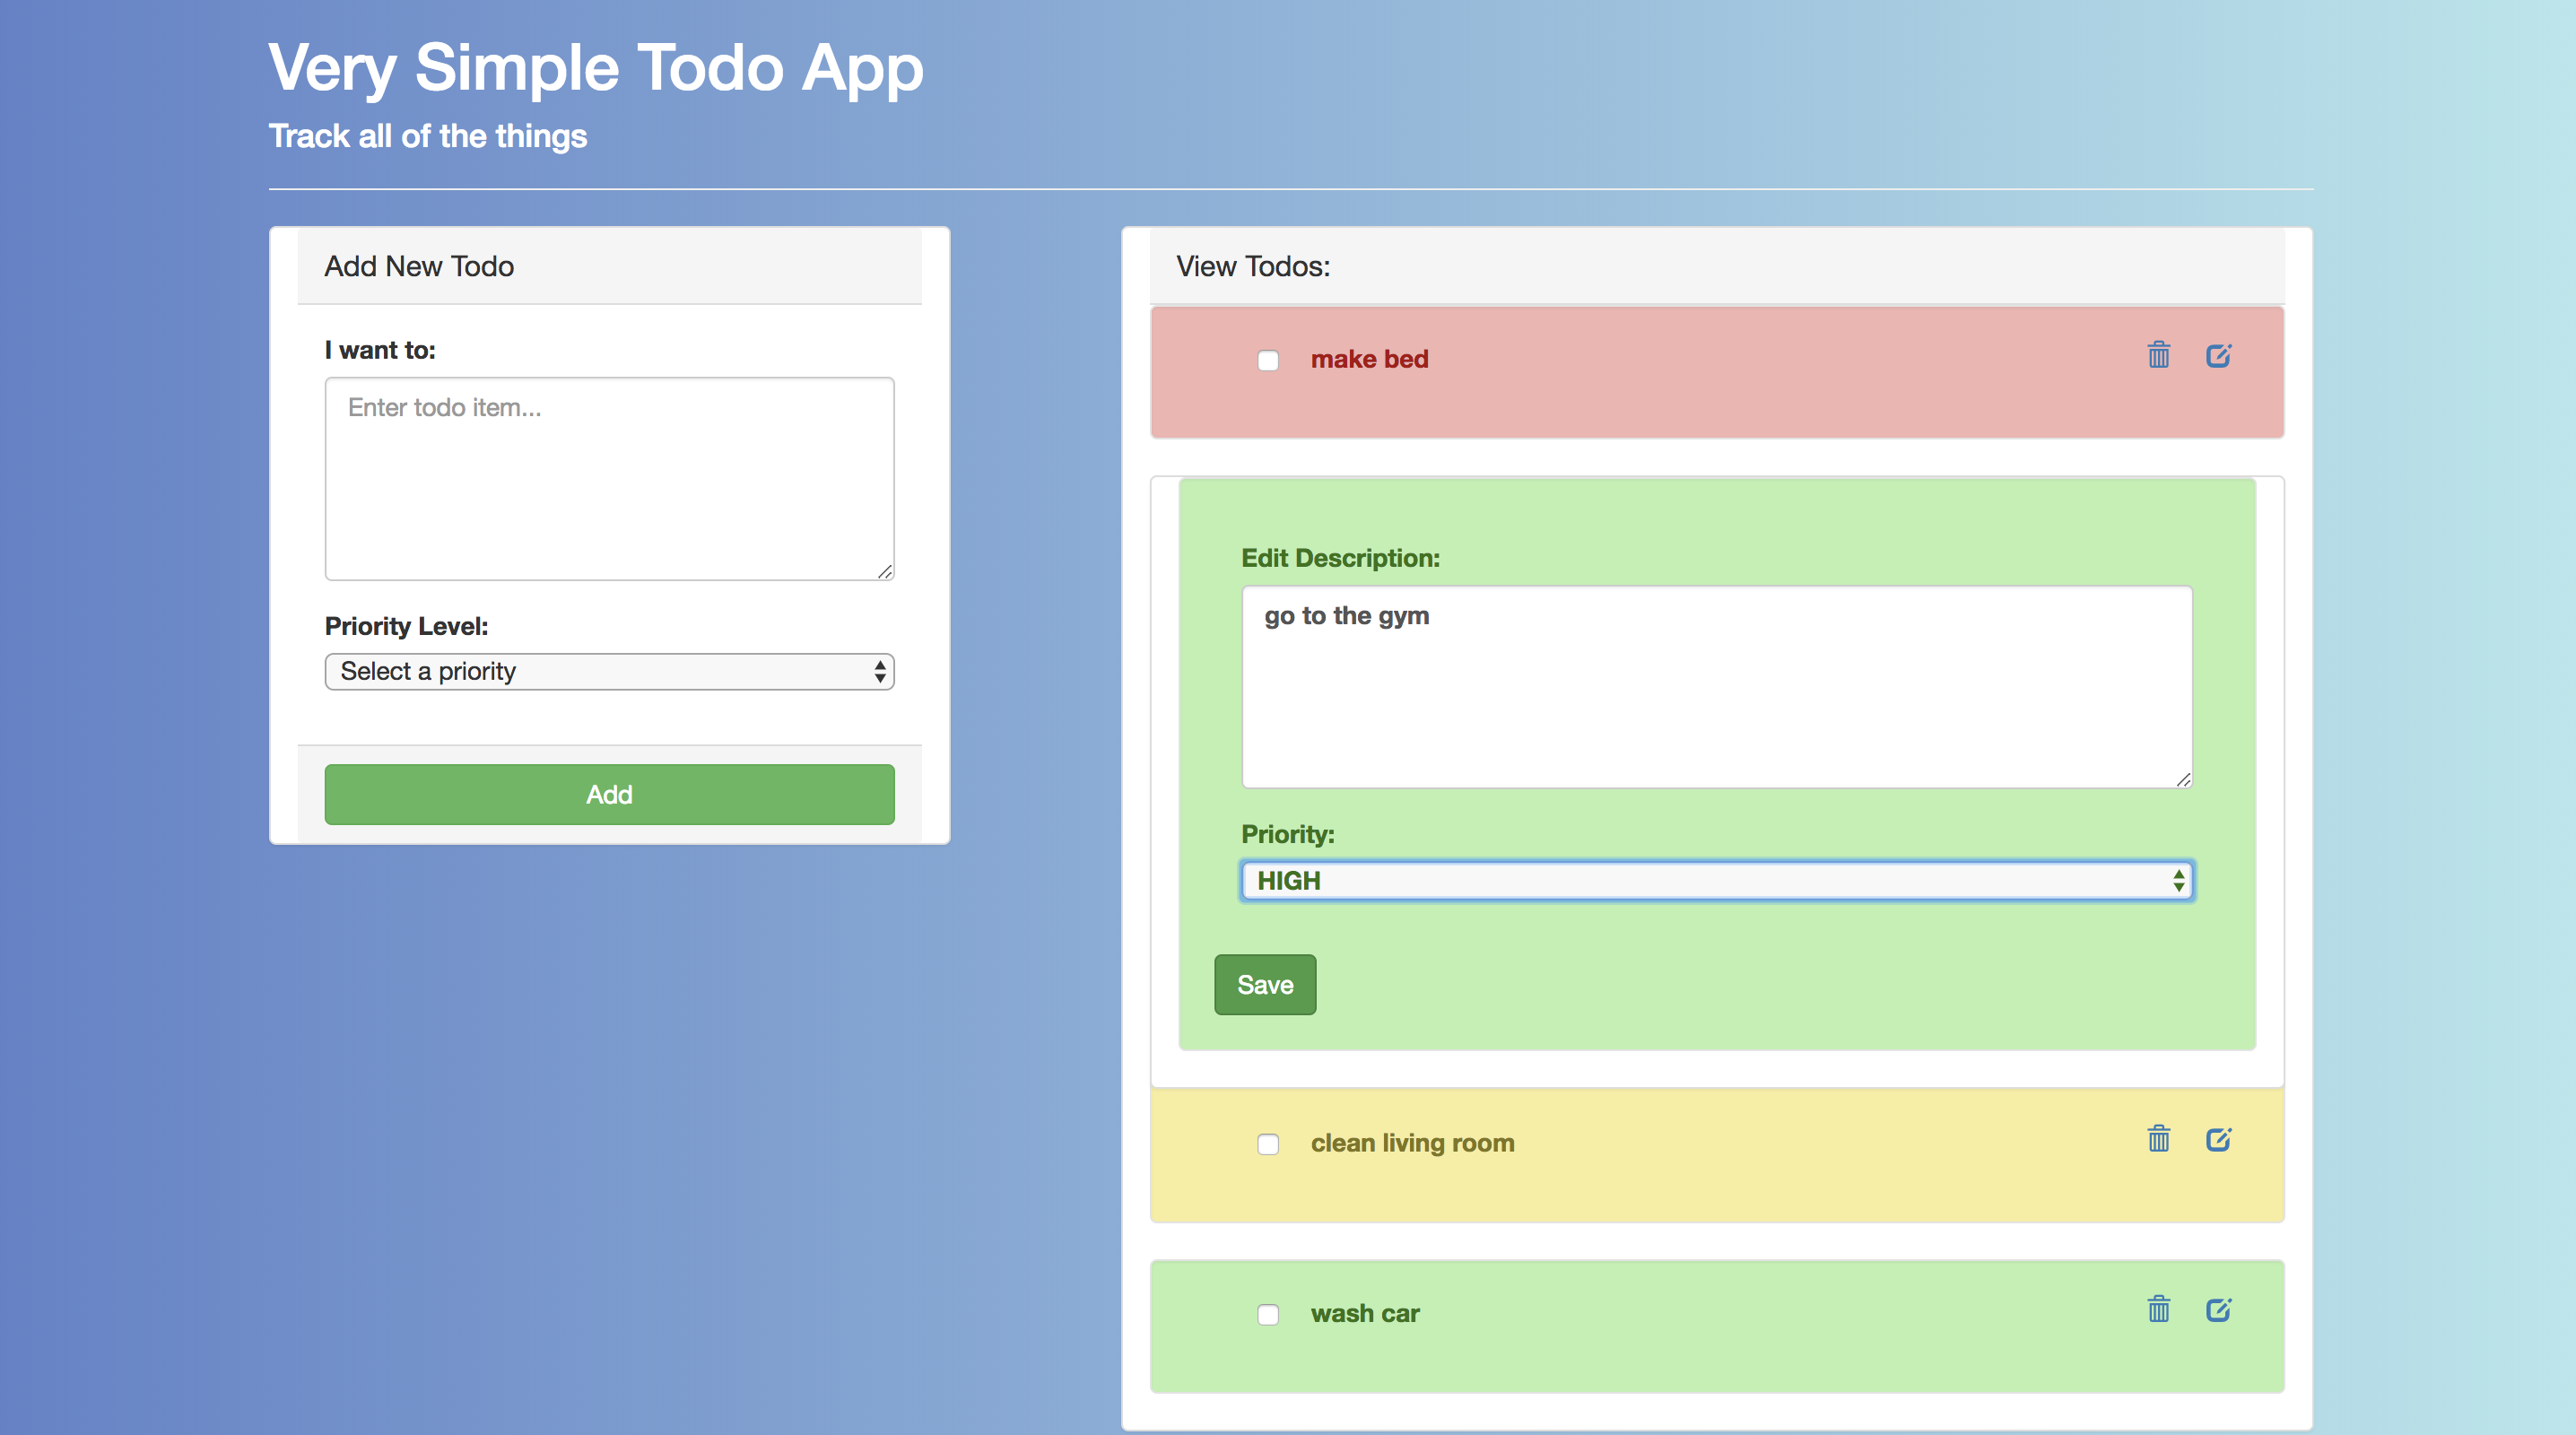 Very Simple Todo App
Track all of the things
Add New Todo
I want to:
Enter todo item...
Priority Level:
Select a priority
Add
View Todos:
make bed
Edit Description:
go to the gym
Priority:
HIGH
Save
clean living room
wash car